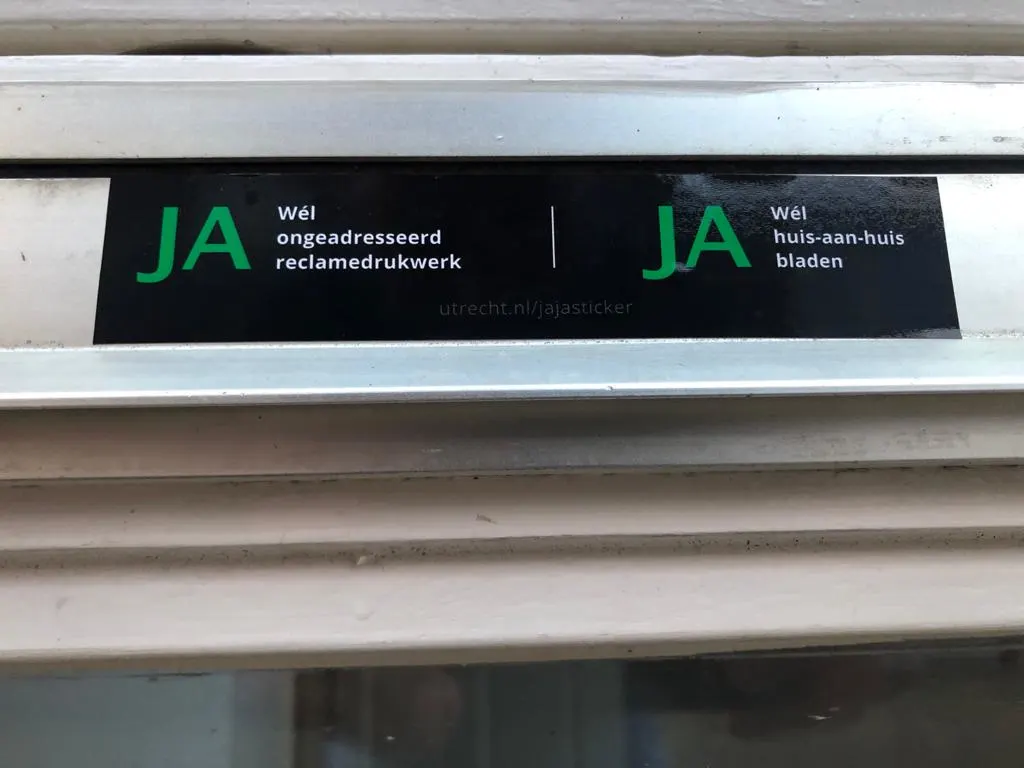 JA Wél
ongeadresseerd
reclamedrukwerk
JA Wél
huis-aan-huis
bladen
utrecht.nl/jajasticker